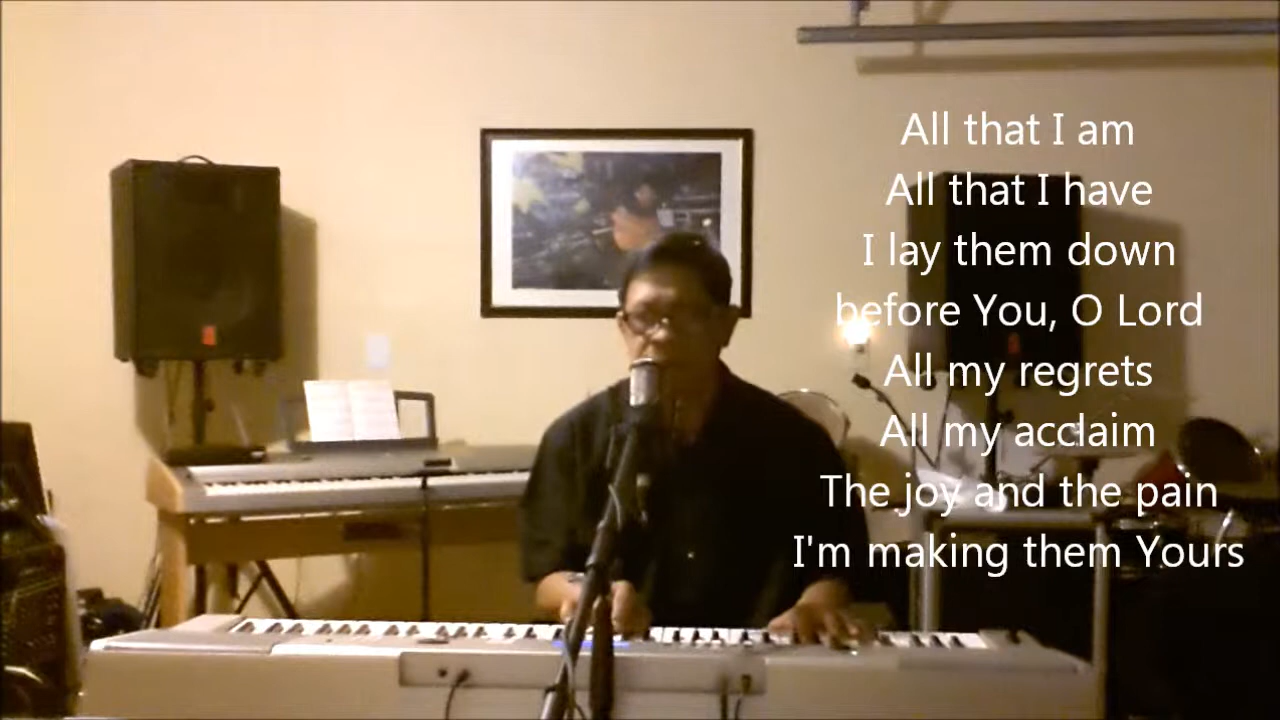 All that I am
All that I have
I lay them down
before You, O Lord
All my regrets
All my acclaim
The joy and the pain
I'm making them Yours